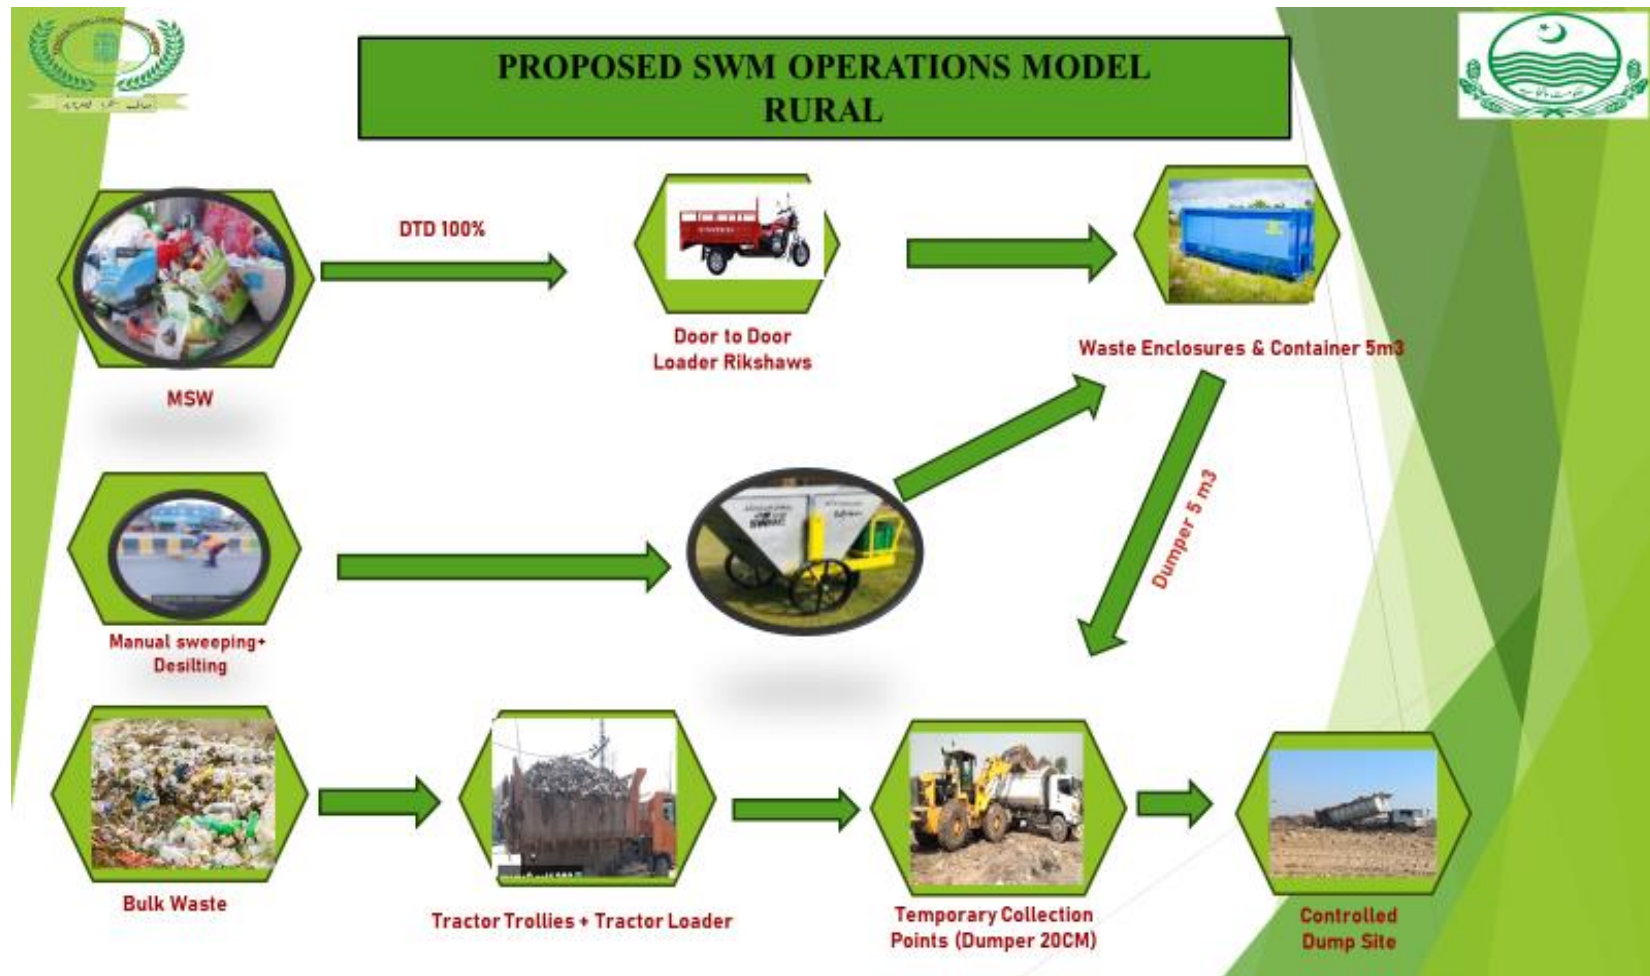 PROPOSED SWM OPERATIONS MODEL
RURAL
DTD 100%
Door to Door
Loader Rikshaws
Waste Enclosures & Container 5m3
MSW
Dumper 5 m3
Manual sweeping+
Desilting
Bulk Waste
Tractor Trollies + Tractor Loader
Temporary Collection
Points (Dumper 20CM)
Controlled
Dump Site